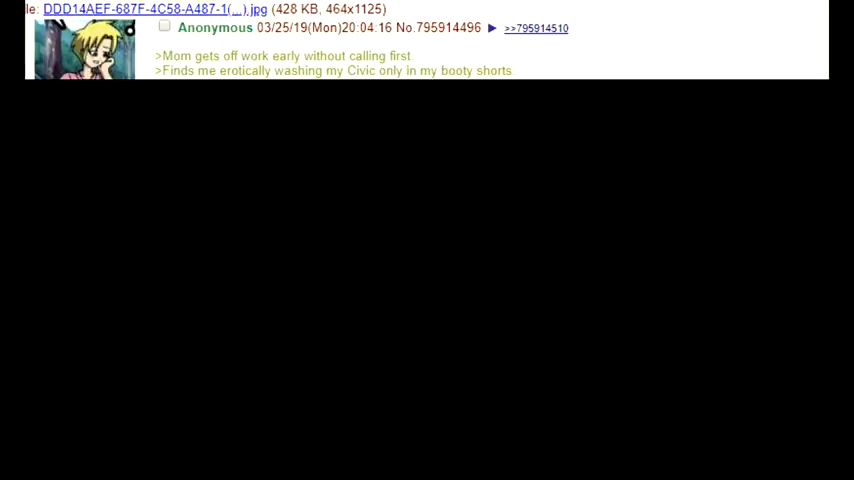 le: DDD14AEF-687F-4C58-A487-1(...).jpg (428 KB, 464x1125)
Anonymous 03/25/19(Mon)20:04:16 No.795914496 ▶ >>795914510
>Mom gets off work early without calling first
>Finds me erotically washing my Civic only in my booty shorts